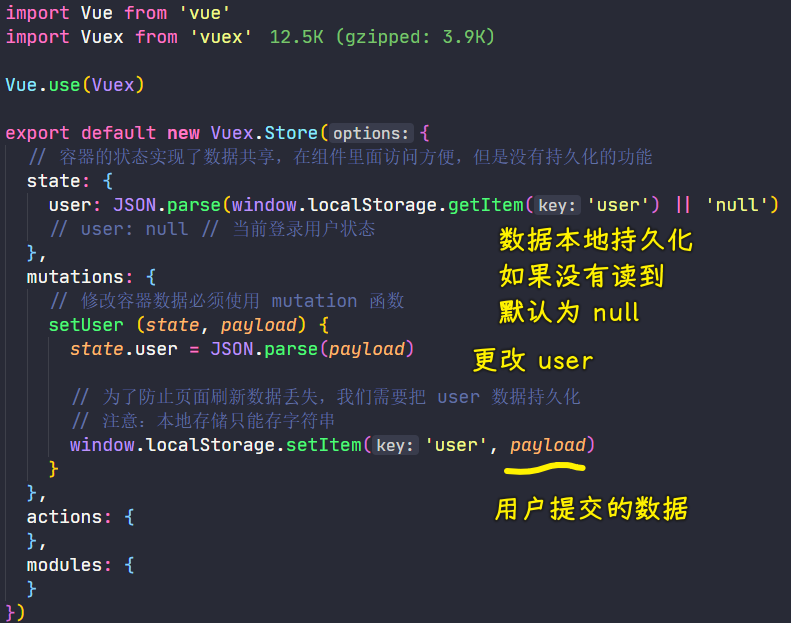 import Vue from 'vue'
import Vuex from 'vuex' 12.5K (gzipped: 3.9K)
Vue.use(Vuex)
export default new Vuex.Store( options: {
// 容器的状态实现了数据共享，在组件里面访问方便，但是没有持久化的功能
state: {
user: JSON.parse(window.localStorage.getItem( key: 'user') || 'null')
// user: null // 当前登录用户状态
数据本地持久化
},
如果没有读到
mutations: {
// 修改容器数据必须使用 mutation 函数
默认为 null
setUser (state, payload) {
state.user = JSON.parse(payload)
更改 user
// 为了防止页面刷新数据丢失，我们需要把 user 数据持久化
// 注意：本地存储只能存字符串
window.localStorage.setItem( key: 'user', payload)
}
},
用户提交的数据
actions: {
},
modules: {
}
})